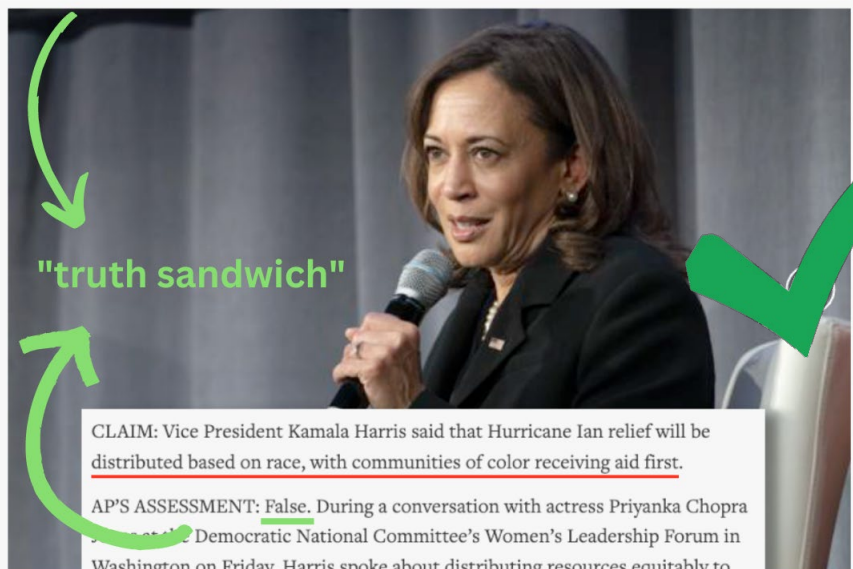 "truth sandwich"
CLAIM: Vice President Kamala Harris said that Hurricane Ian relief will be
distributed based on race, with communities of color receiving aid first.
AP'S ASSESSMENT: False. During a conversation with actress Priyanka Chopra
at the Democratic National Committee's Women's Leadership Forum in
Washington on Friday, Harris spoke about distributing resources equitably to